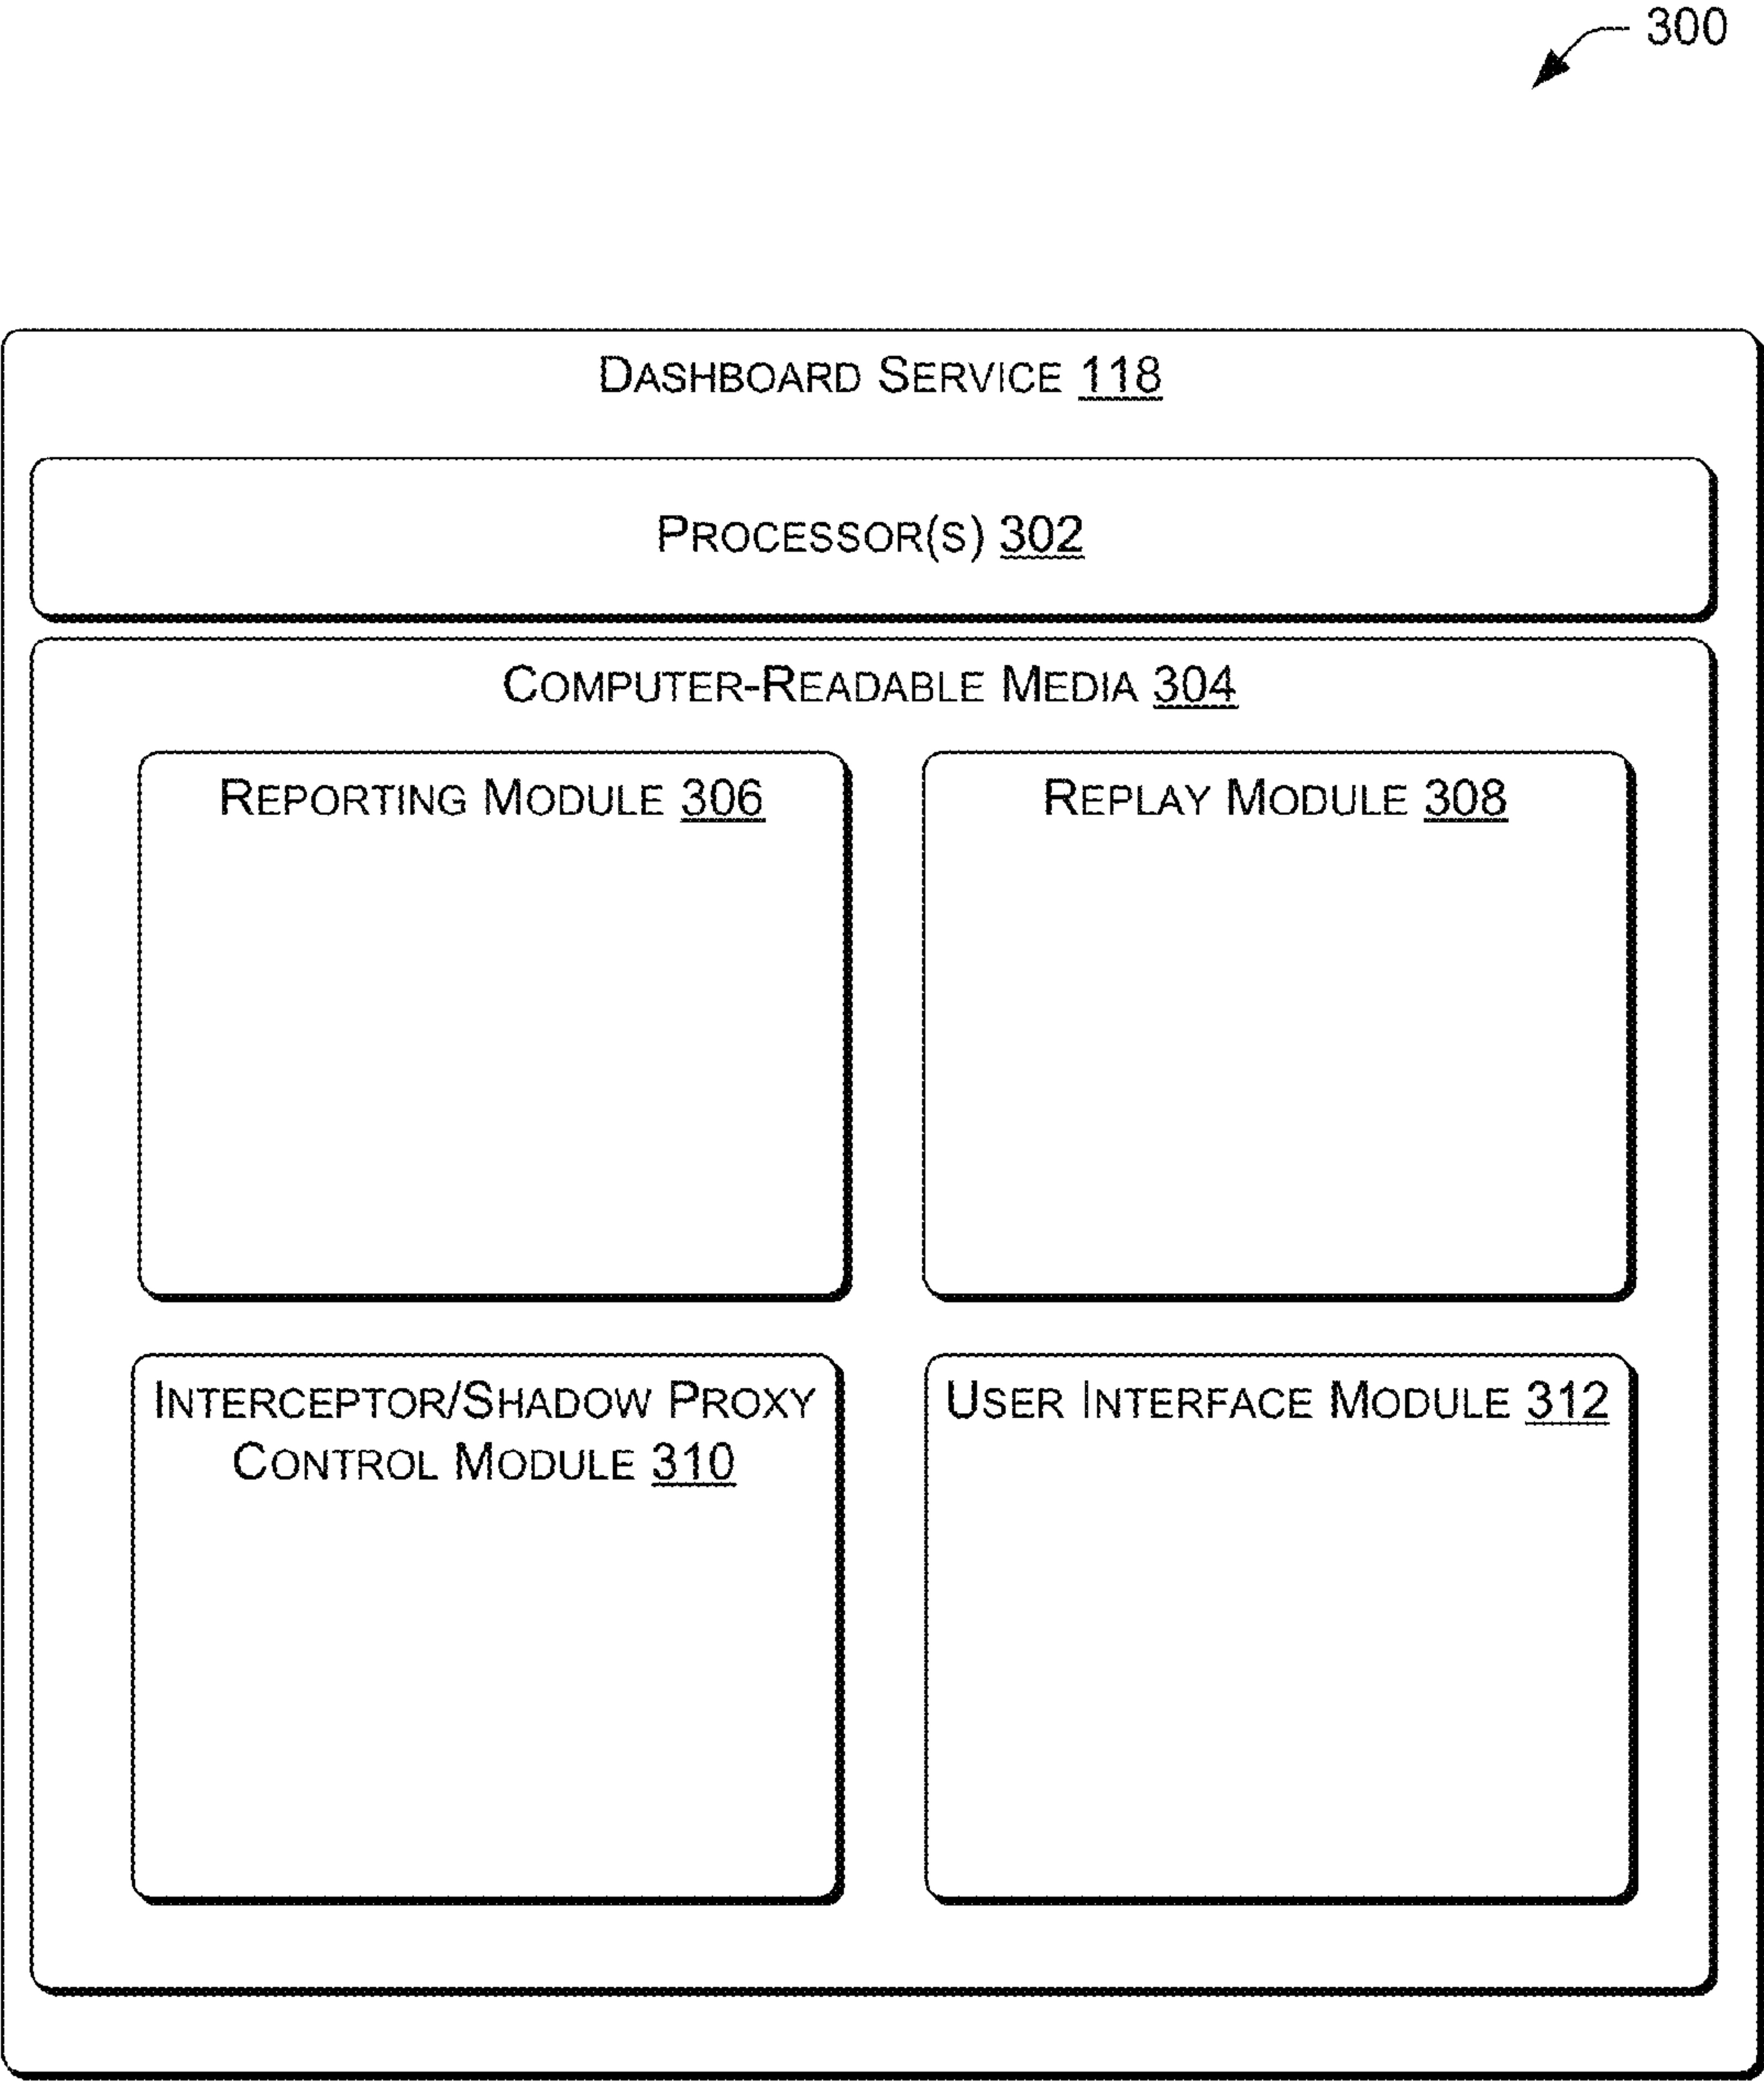 300
DASHBOARD SERVICE 118
PROCESSOR(S) 302
COMPUTER-READABLE MEDIA 304
REPORTING MODULE 306
REPLAY MODULE 308
INTERCEPTOR/SHADOW PROXY
CONTROL MODULE 310
USER INTERFACE MODULE 312